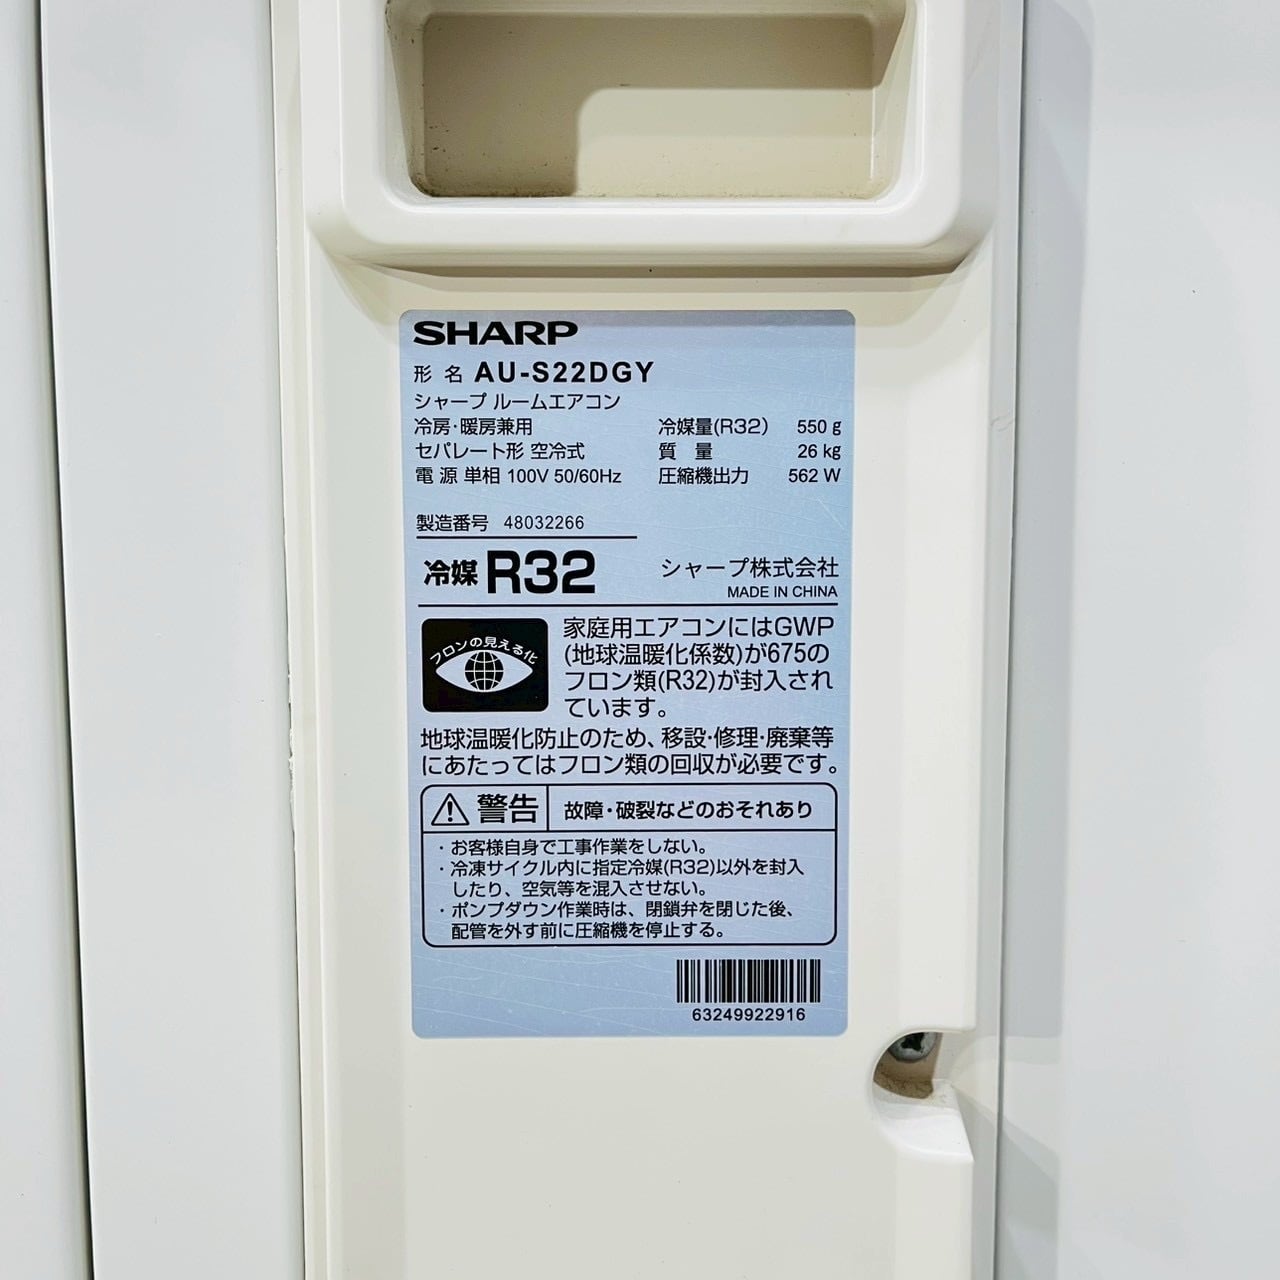 SHARP
形 名 AU-S22DGY
シャープ ルームエアコン
冷房・暖房兼用 冷媒量(R32) 550 g
セパレート形 空冷式 質 量 26 kg
電 源 単相 100V 50/60Hz 圧縮機出力 562 W
製造番号 48032266
冷媒 R32 シャープ株式会社
MADE IN CHINA
フロンの見える化
家庭用エアコンにはGWP
(地球温暖化係数)が675の
フロン類(R32)が封入され
ています。
地球温暖化防止のため、移設・修理・廃棄等
にあたってはフロン類の回収が必要です。
警告 故障・破裂などのおそれあり
・お客様自身で工事作業をしない。
・冷凍サイクル内に指定冷媒(R32)以外を封入
したり、空気等を混入させない。
・ポンプダウン作業時は、閉鎖弁を閉じた後、
配管を外す前に圧縮機を停止する。
63249922916